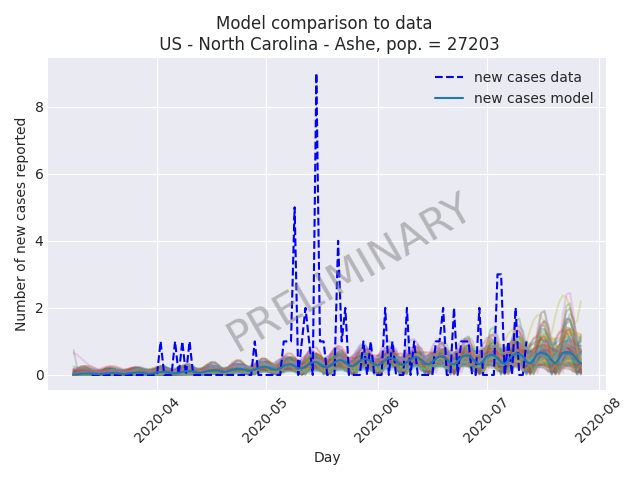 Model comparison to data
US - North Carolina - Ashe, pop. = 27203
new cases data
new cases model
Number of new cases reported
8
6
4
2
0
PRELIMINARY
2020-04
2020-05
2020-06
2020-07
2020-08
Day